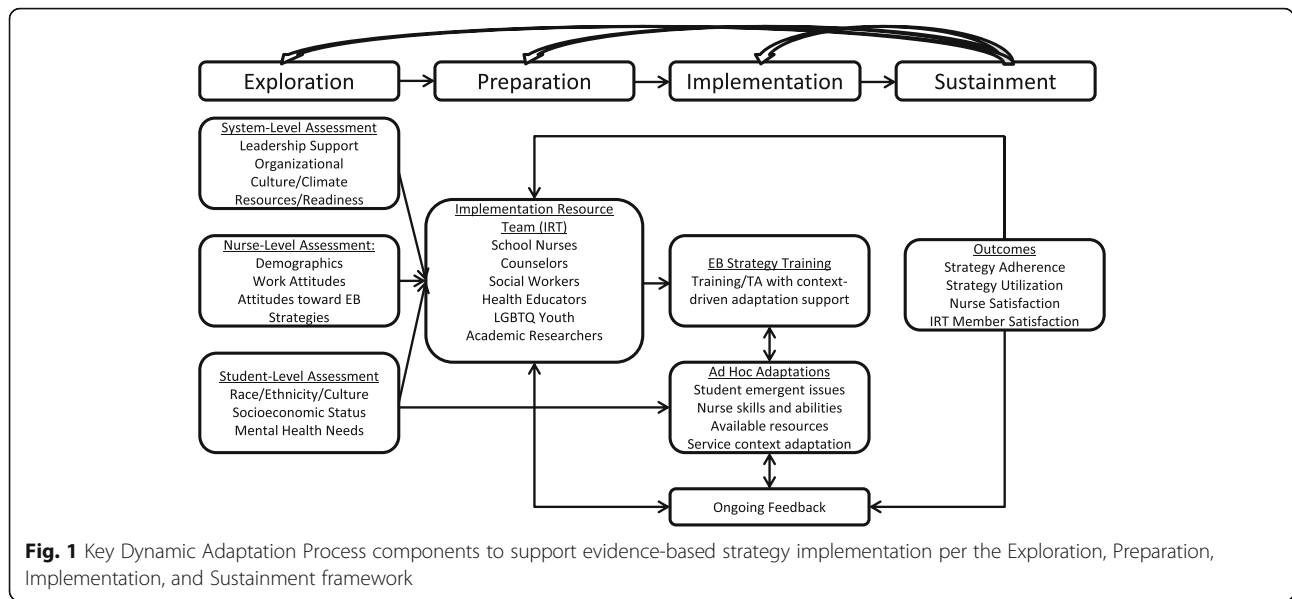 Exploration
Preparation
Implementation
Sustainment
System-Level Assessment
Leadership Support
Organizational
Culture/Climate
Resources/Readiness
Nurse-Level Assessment:
Demographics
Work Attitudes
Attitudes toward EB
Strategies
Student-Level Assessment
Race/Ethnicity/Culture
Socioeconomic Status
Mental Health Needs
Implementation Resource
Team (IRT)
School Nurses
Counselors
Social Workers
Health Educators
LGBTQ Youth
Academic Researchers
EB Strategy Training
Training/TA with context-
driven adaptation support
Ad Hoc Adaptations
Student emergent issues
Nurse skills and abilities
Available resources
Service context adaptation
Ongoing Feedback
Outcomes
Strategy Adherence
Strategy Utilization
Nurse Satisfaction
IRT Member Satisfaction
Fig. 1 Key Dynamic Adaptation Process components to support evidence-based strategy implementation per the Exploration, Preparation,
Implementation, and Sustainment framework